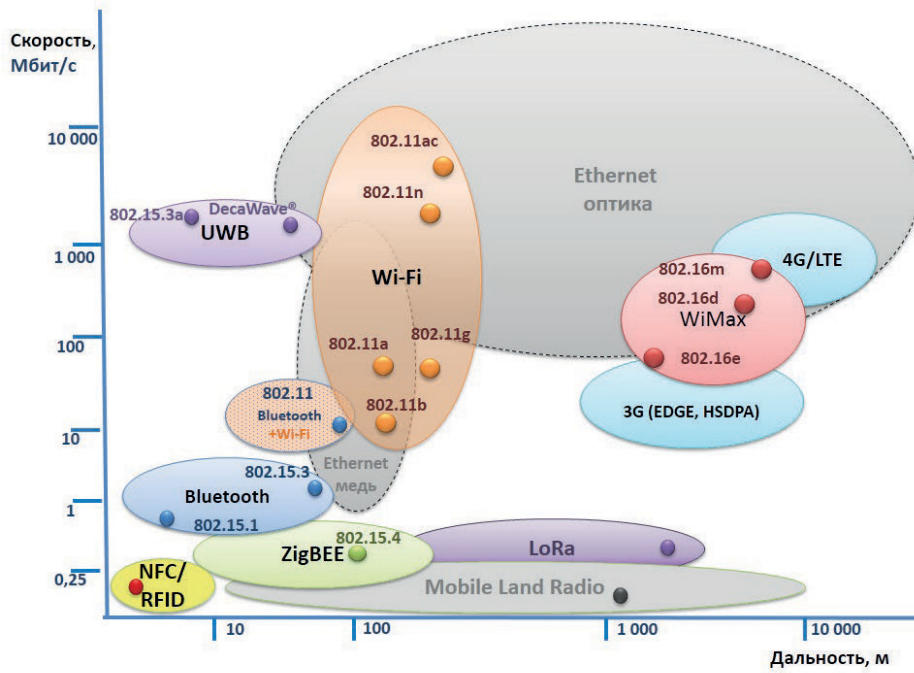 Скорость,
Мбит/с
10 000
1 000
100
10
1
0,25
802.11ac
802.11n
Ethernet
оптика
802.15.3a
DecaWave®
UWB
Wi-Fi
4G/LTE
802.16m
802.16d
WiMax
802.16e
802.11a
802.11g
802.11b
802.11
Bluetooth
+Wi-Fi
3G (EDGE, HSDPA)
Ethernet
медь
802.15.3
Bluetooth
802.15.1
802.15.4
ZigBEE
LoRa
NFC/
RFID
Mobile Land Radio
10
100
1 000
10 000
Дальность, м